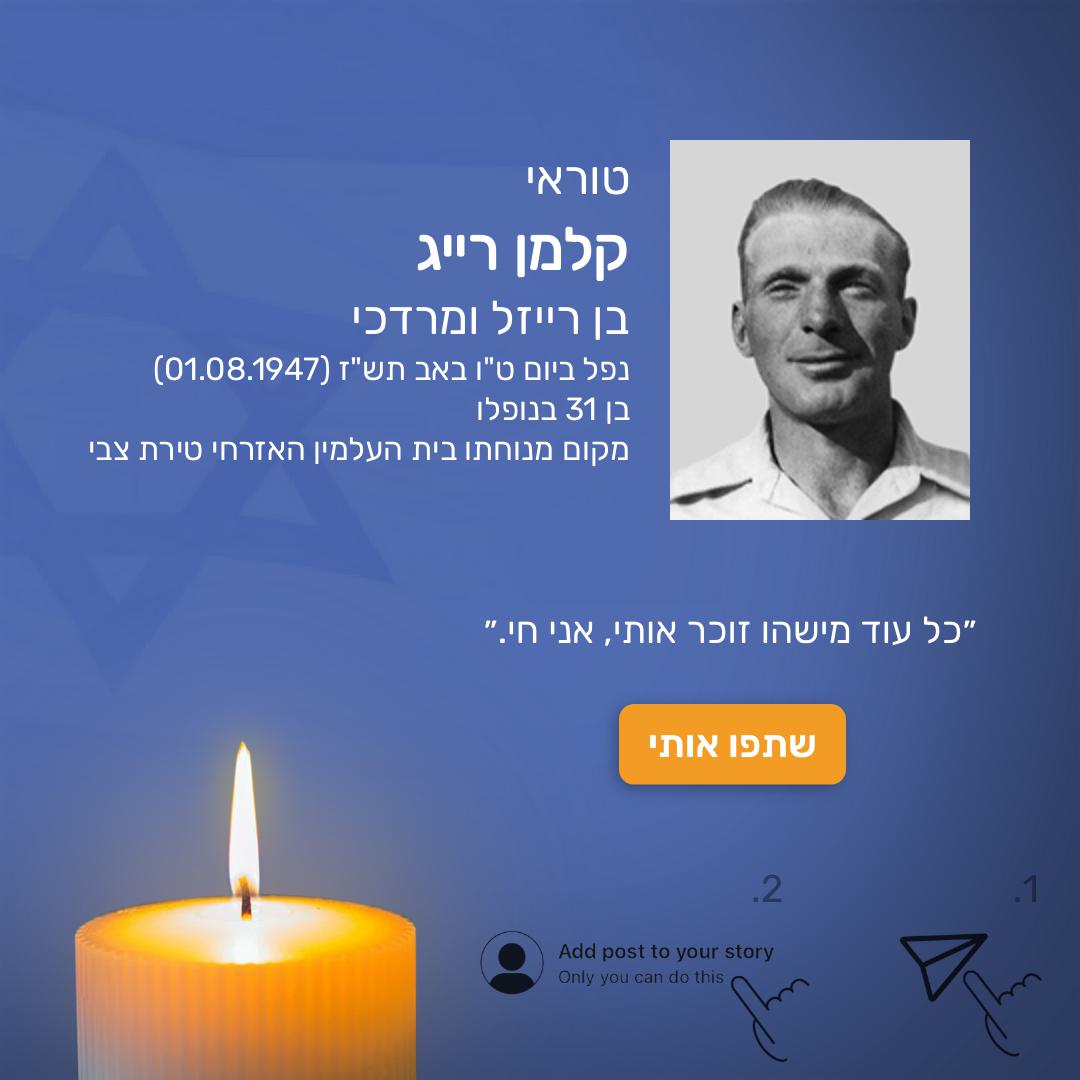 טוראי
קלמן רייג
בן רייזל ומרדכי
נפל ביום ט"ו באב תש"ז (01.08.1947)
בן 31 בנופלו
מקום מנוחתו בית העלמין האזרחי טירת צבי
״כל עוד מישהו זוכר אותי, אני חי.״
שתפו אותי
1.
2.
Add post to your story
Only you can do this